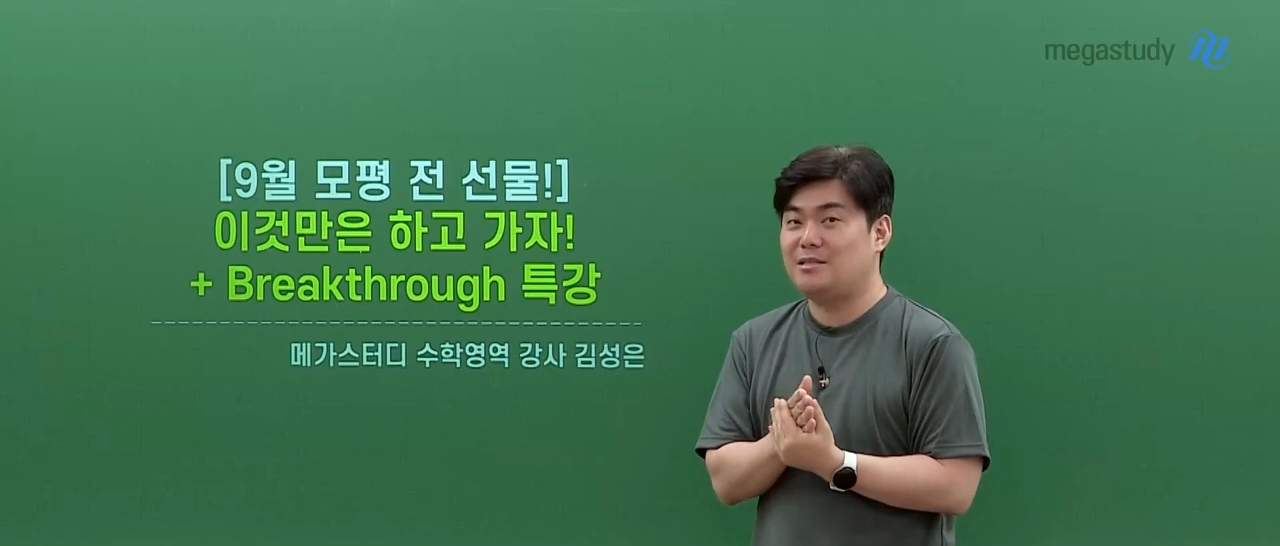 megastudy
[9월 모평 전 선물!]
이것만은 하고 가자!
+ Breakthrough 특강
메가스터디 수학영역 강사 김성은